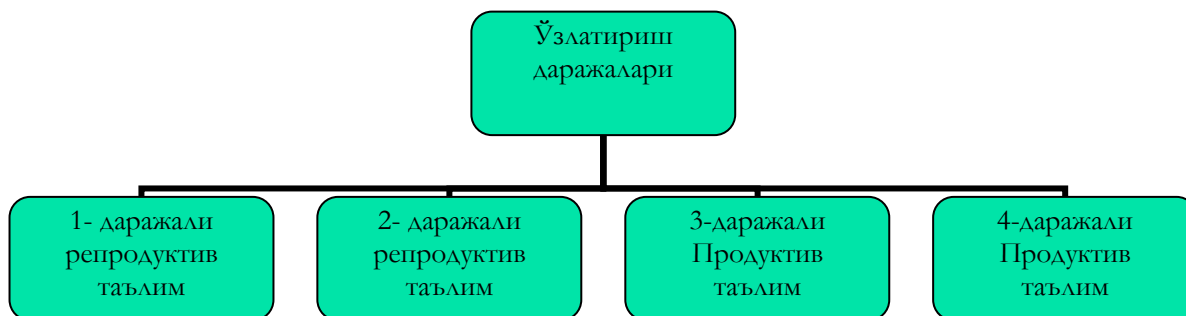 Ўзлатириш
даражалари
1- даражали
репродуктив
таълим
2- даражали
репродуктив
таълим
3-даражали
Продуктив
таълим
4-даражали
Продуктив
таълим